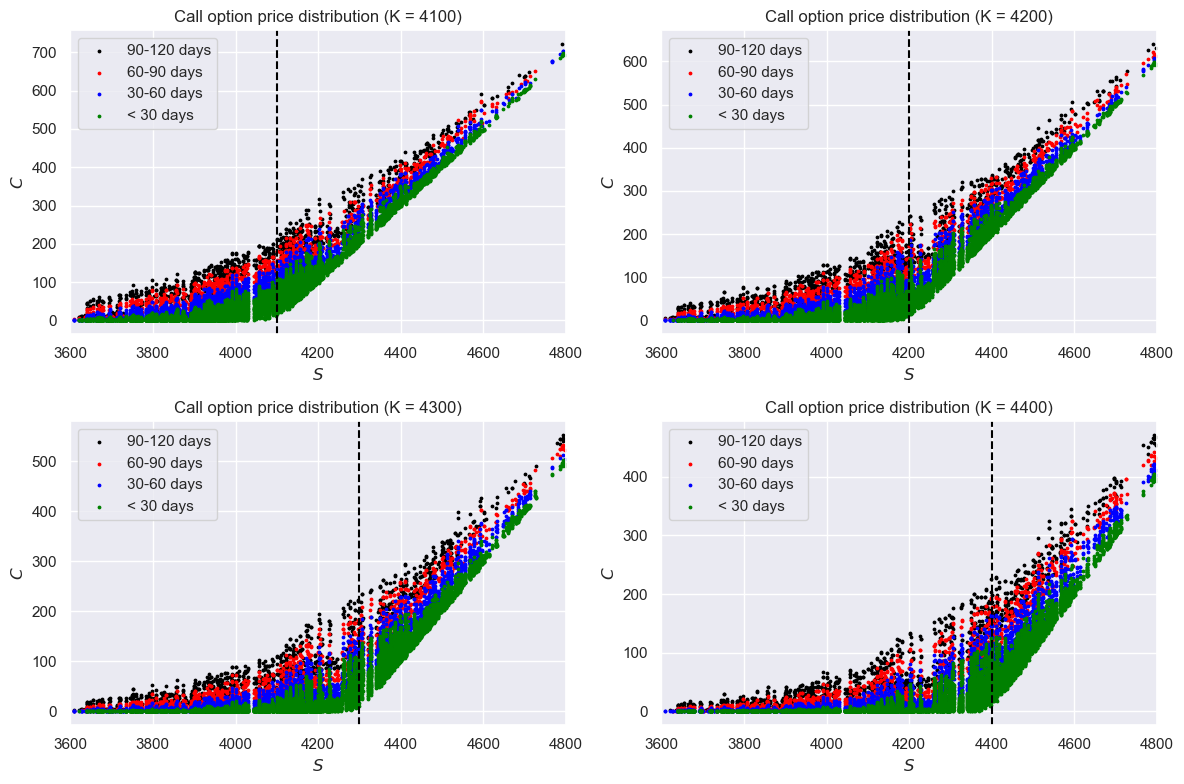 Call option price distribution (K = 4100)
700
600
500
400
300
200
100
0
C
90-120 days
60-90 days
30-60 days
< 30 days
3600
3800
4000
4200
4400
4600
4800
S
Call option price distribution (K = 4200)
600
500
400
300
200
100
0
C
90-120 days
60-90 days
30-60 days
< 30 days
3600
3800
4000
4200
4400
4600
4800
S
Call option price distribution (K = 4300)
500
400
300
200
100
0
C
90-120 days
60-90 days
30-60 days
< 30 days
3600
3800
4000
4200
4400
4600
4800
S
Call option price distribution (K = 4400)
400
300
200
100
0
C
90-120 days
60-90 days
30-60 days
< 30 days
3600
3800
4000
4200
4400
4600
4800
S